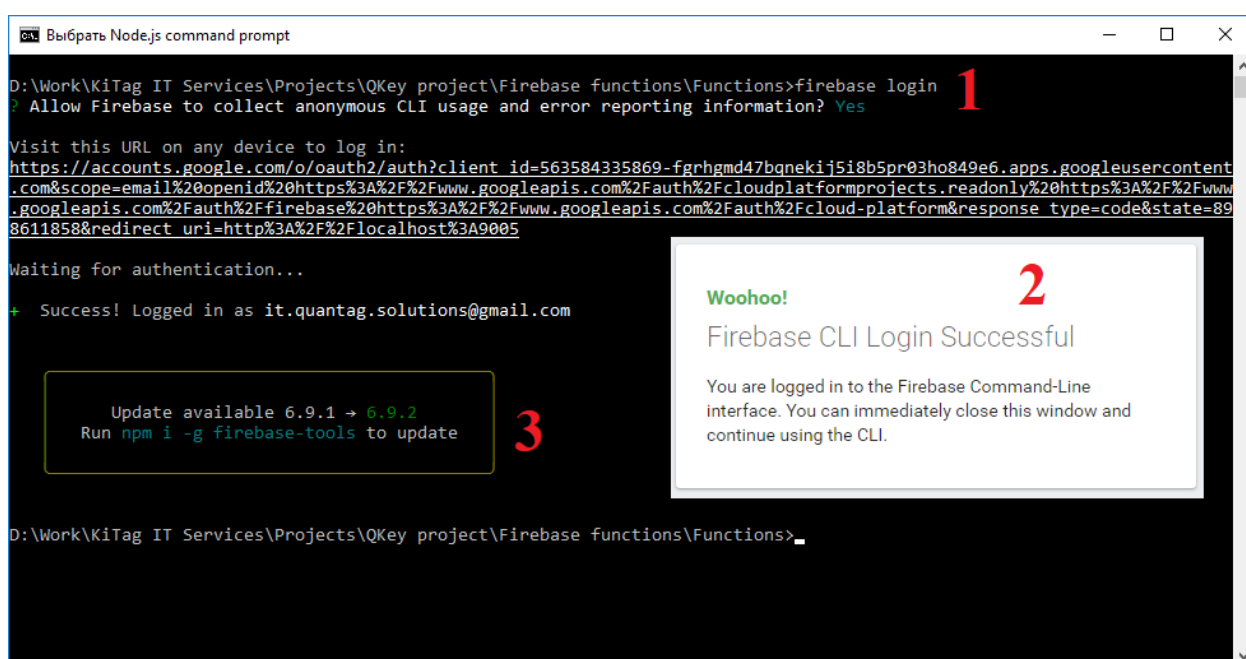 Выбрать Node.js command prompt
D:\Work\KiTag IT Services\Projects\QKey project\Firebase functions\Functions>firebase login
1
? Allow Firebase to collect anonymous CLI usage and error reporting information? Yes
Visit this URL on any device to log in:
https://accounts.google.com/o/oauth2/auth?client_id=563584335869-fgrhgmd47bqnekij5i8b5pr03ho849e6.apps.googleusercontent
.com&scope=email%20openid%20https%3A%2F%2Fwww.googleapis.com%2Fauth%2Fcloudplatformprojects.readonly%20https%3A%2F%2Fwww
.googleapis.com%2Fauth%2Ffirebase%20https%3A%2F%2Fwww.googleapis.com%2Fauth%2Fcloud-platform&response_type=code&state=89
8611858&redirect_uri=http%3A%2F%2Flocalhost%3A9005
Waiting for authentication...
+ Success! Logged in as it.quantag.solutions@gmail.com
2
Woohoo!
Firebase CLI Login Successful
You are logged in to the Firebase Command-Line
interface. You can immediately close this window and
continue using the CLI.
Update available 6.9.1 → 6.9.2
Run npm i -g firebase-tools to update
3
D:\Work\KiTag IT Services\Projects\QKey project\Firebase functions\Functions>